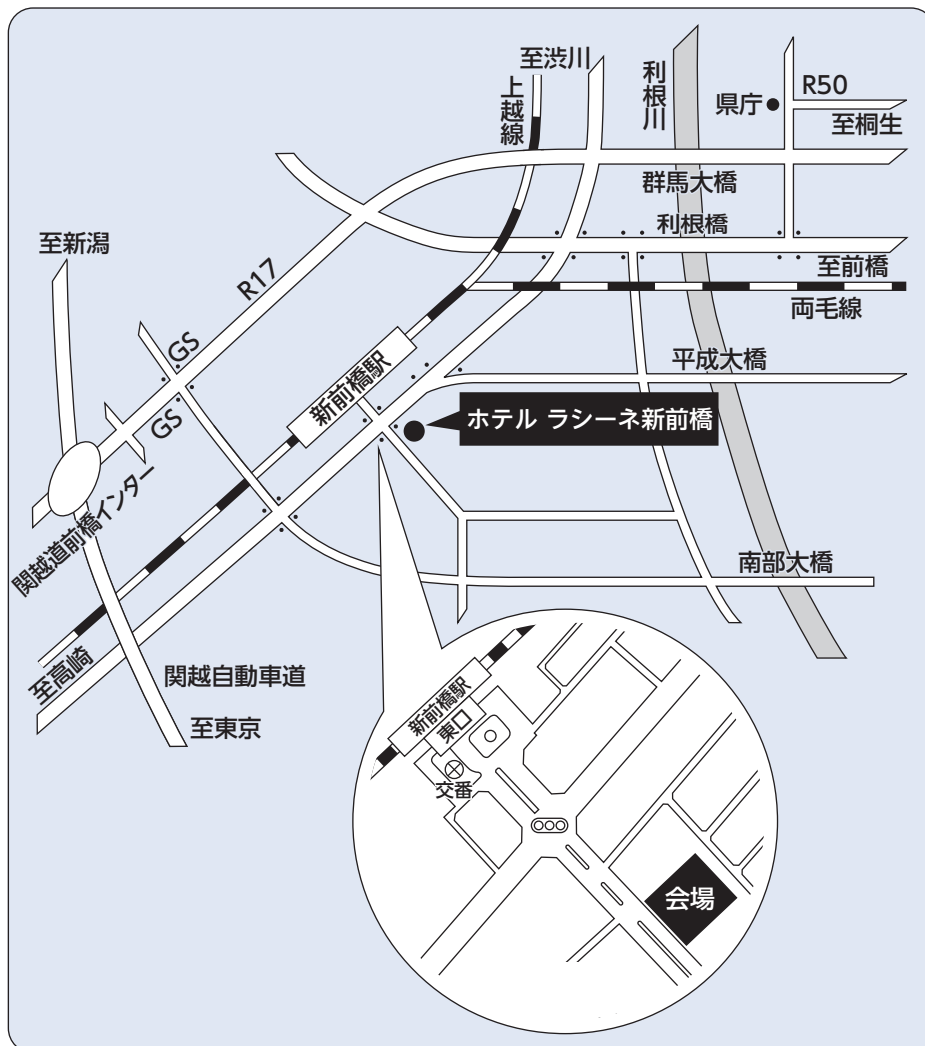 至渋川
上越線
利根川
県庁
R50
至桐生
群馬大橋
利根橋
至前橋
両毛線
至新潟
R17
GS
GS
新前橋駅
平成大橋
ホテル ラシーネ新前橋
関越道前橋インター
南部大橋
至高崎
関越自動車道
至東京
新前橋駅
東口
交番
会場